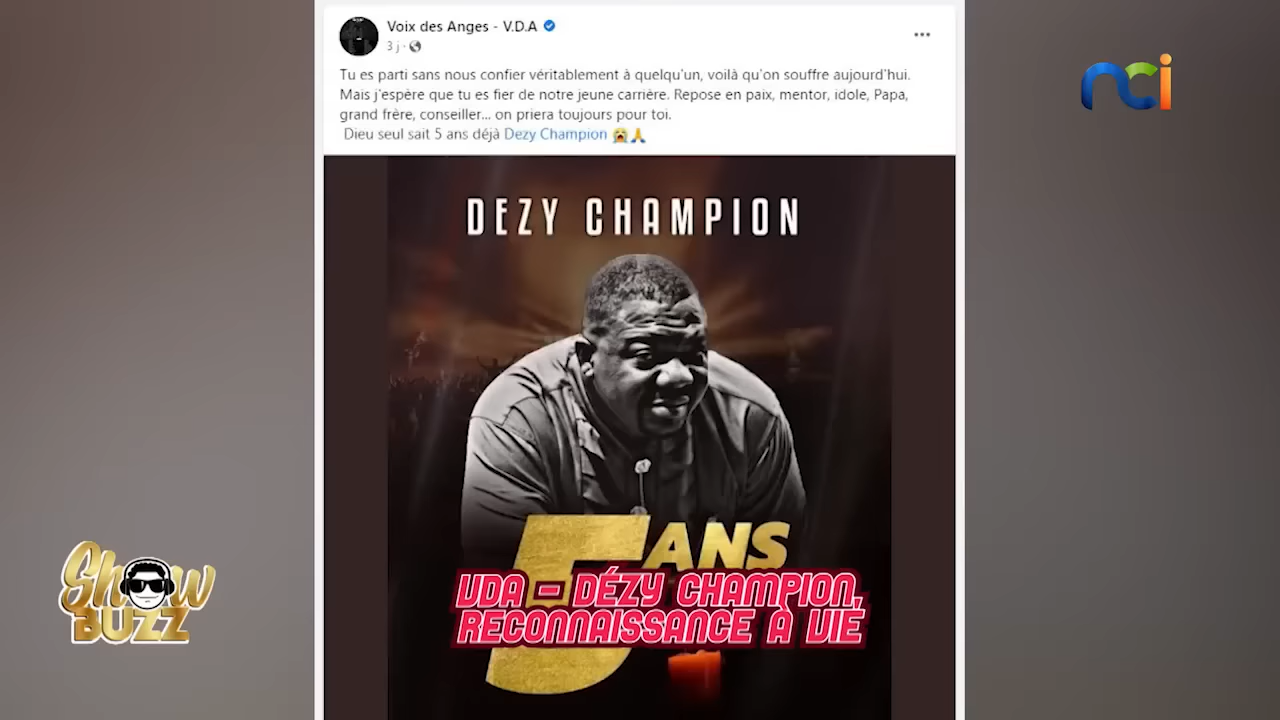 Voix des Anges - V.D.A
3 j ·
Tu es parti sans nous confier véritablement à quelqu'un, voilà qu'on souffre aujourd'hui.
Mais j'espère que tu es fier de notre jeune carrière. Repose en paix, mentor, idole, Papa,
grand frère, conseiller... on priera toujours pour toi.
Dieu seul sait 5 ans déjà Dezy Champion 😭🙏
nci
DEZY CHAMPION
5 ANS
VDA - DÉZY CHAMPION,
RECONNAISSANCE À VIE
Show
BUZZ